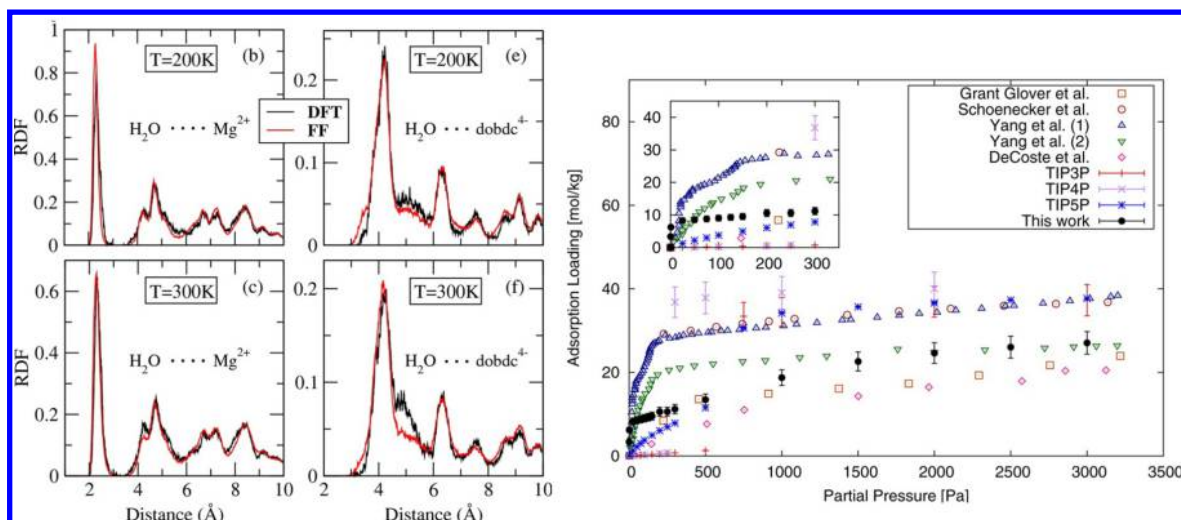 1
0.8
0.6
0.4
0.2
0
RDF
(b)
T=200K
H2O ···· Mg2+
0.6
0.4
0.2
0
RDF
(c)
T=300K
H2O ···· Mg2+
2 4 6 8 10
Distance (Å)
DFT
FF
0.2
0.1
0
(e)
T=200K
H2O ···· dobdc4-
0.2
0.1
0
(f)
T=300K
H2O ···· dobdc4-
2 4 6 8 10
Distance (Å)
Adsorption Loading [mol/kg]
80
60
40
20
0
0 500 1000 1500 2000 2500 3000 3500
Partial Pressure [Pa]
40
30
20
10
0
0 100 200 300
Grant Glover et al.
Schoenecker et al.
Yang et al. (1)
Yang et al. (2)
DeCoste et al.
TIP3P
TIP4P
TIP5P
This work